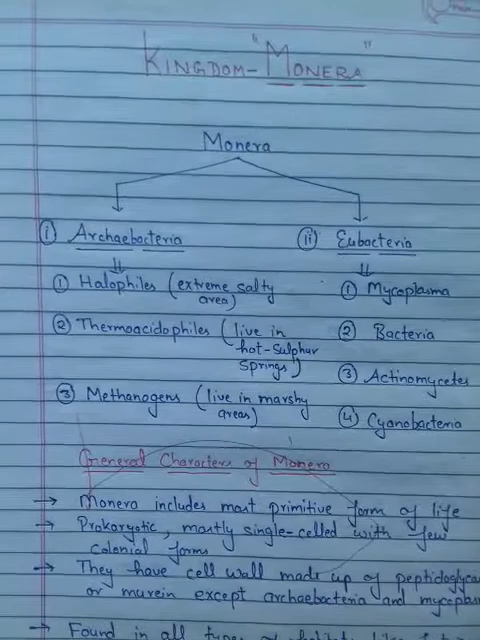 KINGDOM - "MONERA"
Monera
(i) Archaebacteria
① Halophiles (extreme salty
area)
② Thermoacidophiles (live in
hot-sulphur
springs)
③ Methanogens (live in marshy
areas)
(ii) Eubacteria
① Mycoplasma
② Bacteria
③ Actinomycetes
④ Cyanobacteria
General Characters of Monera
→ Monera includes most primitive form of life
→ Prokaryotic, mostly single-celled with few
colonial forms
→ They have cell wall made up of peptidoglyca
or murein except archaebacteria and mycoplas
→ Found in all types of